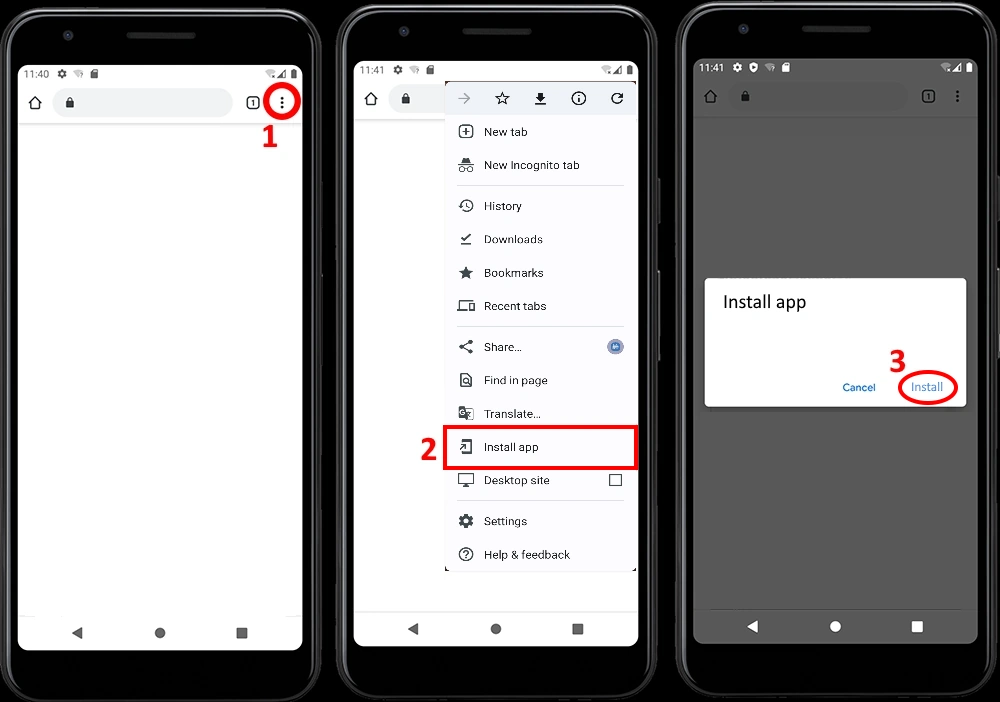 11:40
1
1
11:41
New tab
New Incognito tab
History
Downloads
Bookmarks
Recent tabs
Share...
Find in page
Translate...
2
Install app
Desktop site
Settings
Help & feedback
11:41
1
Install app
3
Cancel
Install